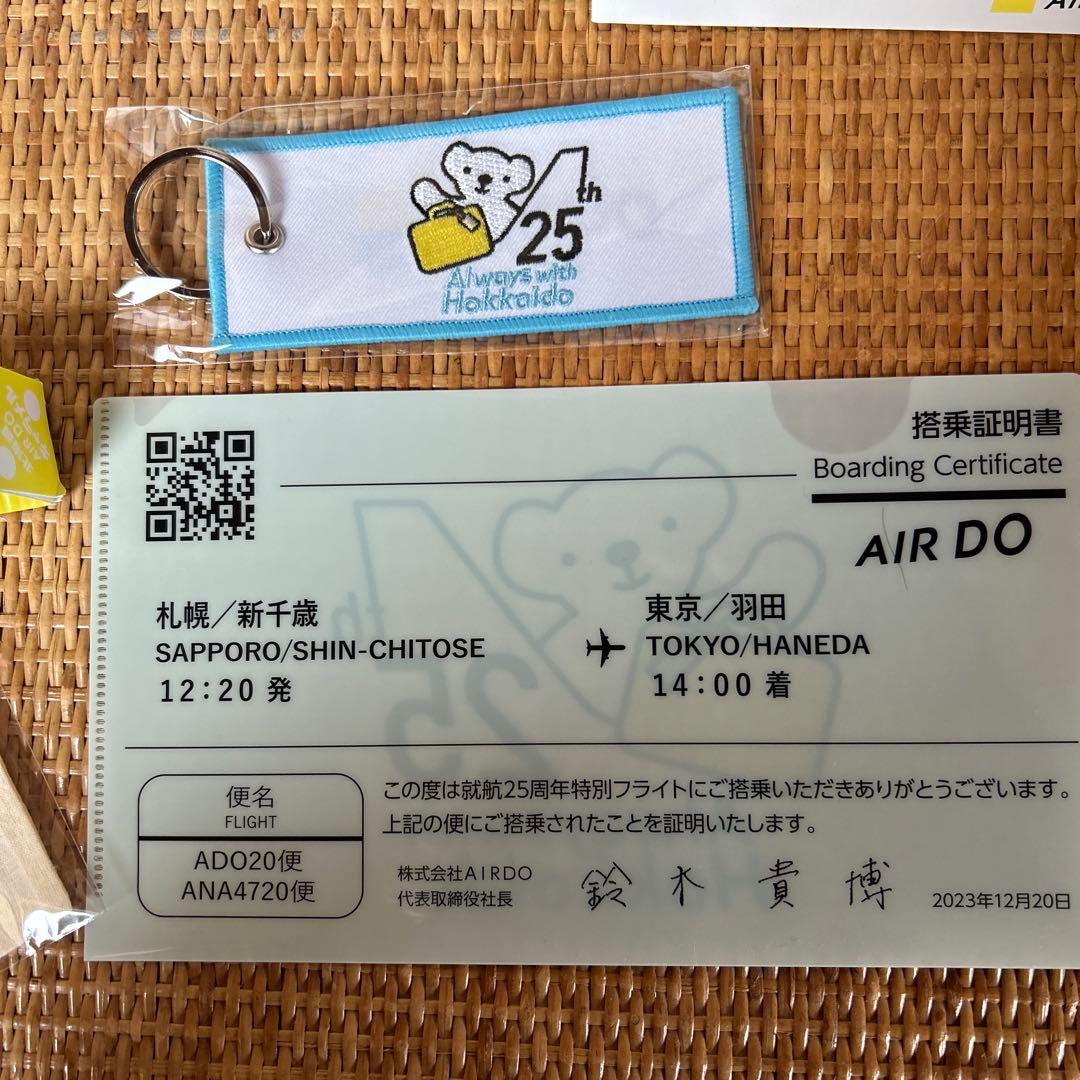 25th
Always with
Hokkaido
搭乗証明書
Boarding Certificate
AIR DO
札幌／新千歳
SAPPORO/SHIN-CHITOSE
12:20 発
東京／羽田
TOKYO/HANEDA
14:00 着
便名
FLIGHT
ADO20便
ANA4720便
この度は就航25周年特別フライトにご搭乗いただきありがとうございます。
上記の便にご搭乗されたことを証明いたします。
株式会社AIRDO
代表取締役社長
鈴木貴博
2023年12月20日